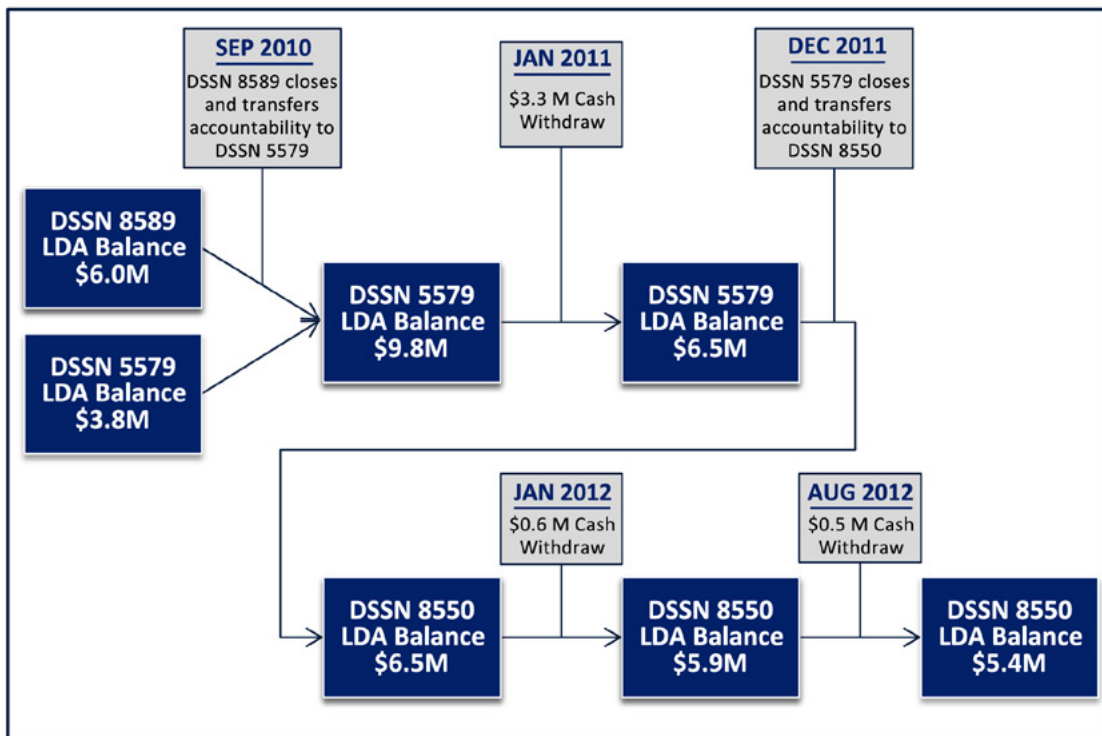 SEP 2010
DSSN 8589 closes
and transfers
accountability to
DSSN 5579
JAN 2011
$3.3 M Cash
Withdraw
DEC 2011
DSSN 5579 closes
and transfers
accountability to
DSSN 8550
DSSN 8589
LDA Balance
$6.0M
DSSN 5579
LDA Balance
$3.8M
DSSN 5579
LDA Balance
$9.8M
DSSN 5579
LDA Balance
$6.5M
JAN 2012
$0.6 M Cash
Withdraw
AUG 2012
$0.5 M Cash
Withdraw
DSSN 8550
LDA Balance
$6.5M
DSSN 8550
LDA Balance
$5.9M
DSSN 8550
LDA Balance
$5.4M